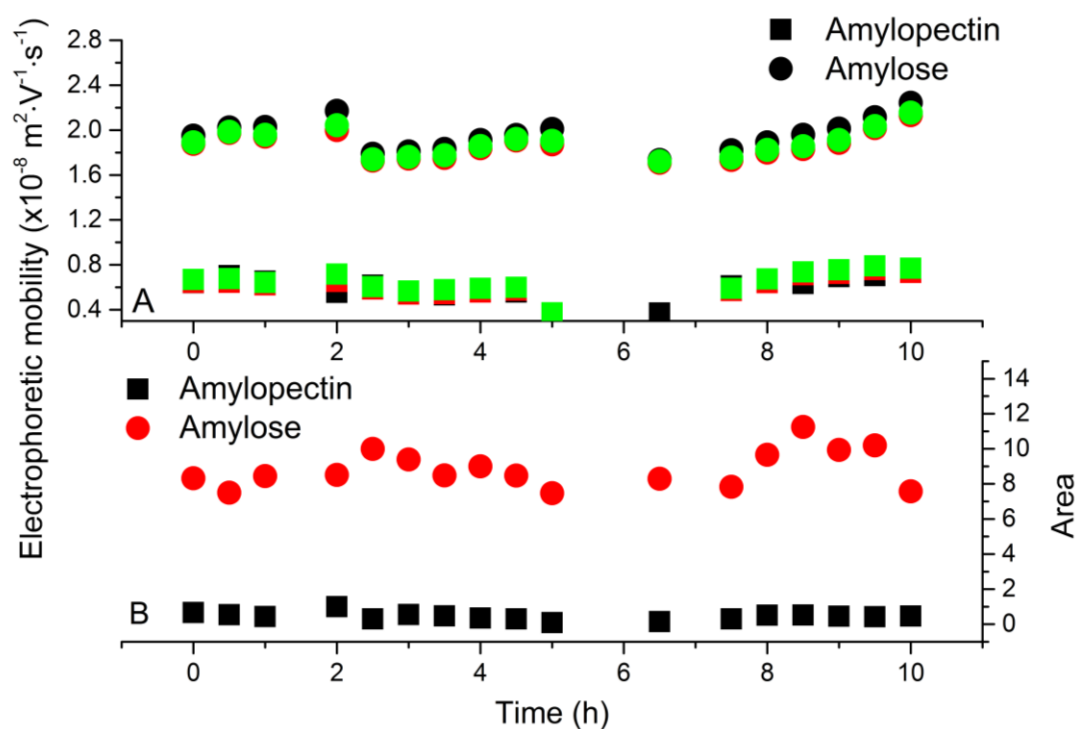 Electrophoretic mobility (x10⁻⁸ m²·V⁻¹·s⁻¹)
2.8
2.4
2.0
1.6
1.2
0.8
0.4
Amylopectin
Amylose
A
0 2 4 6 8 10
Amylopectin
Amylose
B
14
12
10
8
6
4
2
0
Area
0 2 4 6 8 10
Time (h)